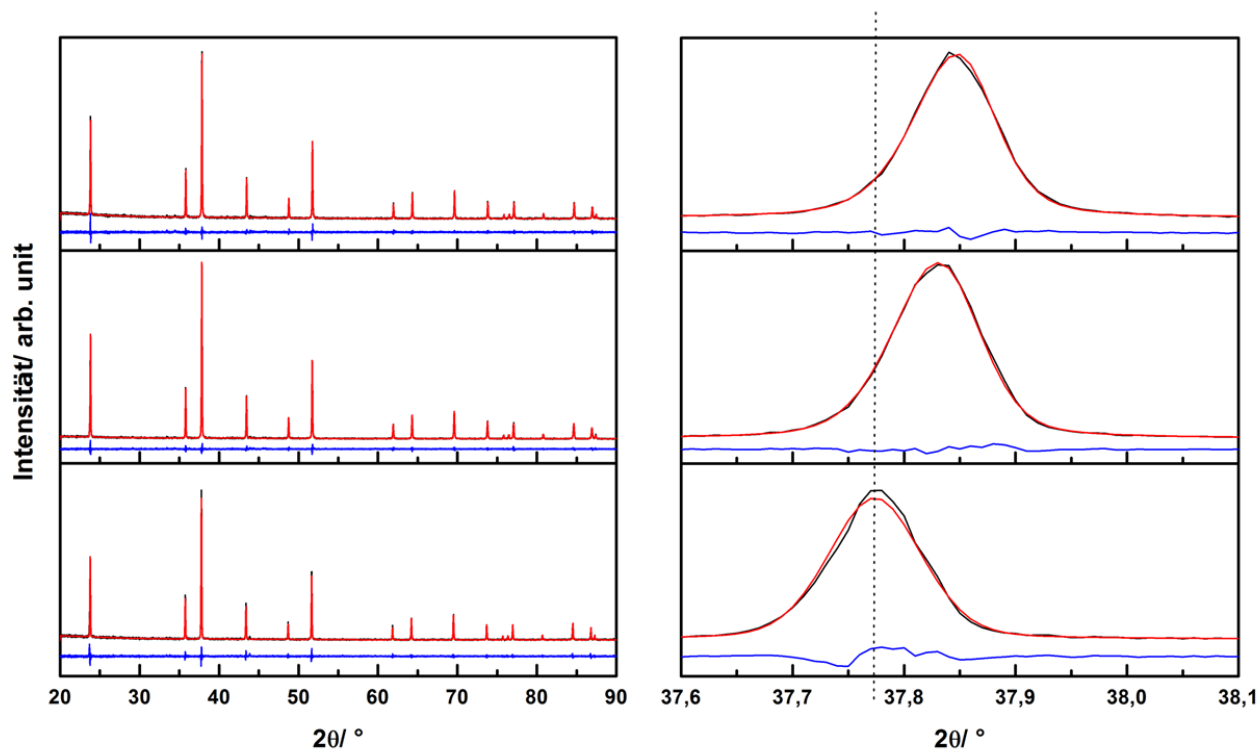 Intensität/ arb. unit
20 30 40 50 60 70 80 90
37,6 37,7 37,8 37,9 38,0 38,1
2θ/ °
2θ/ °